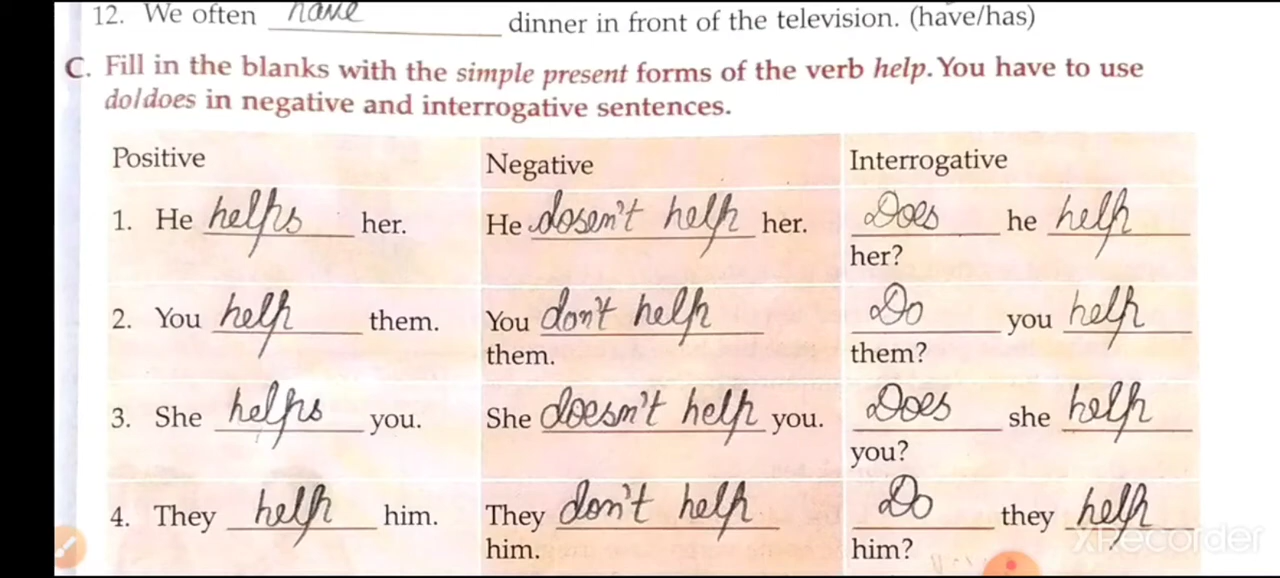 12. We often have dinner in front of the television. (have/has)
C. Fill in the blanks with the simple present forms of the verb help. You have to use
do/does in negative and interrogative sentences.
Positive Negative Interrogative
1. He helps her. He dosen't help her. Does he help
her?
2. You help them. You don't help Do you help
them. them?
3. She helps you. She doesn't help you. Does she help
you?
4. They help him. They don't help Do they help
him. him?
XRecorder